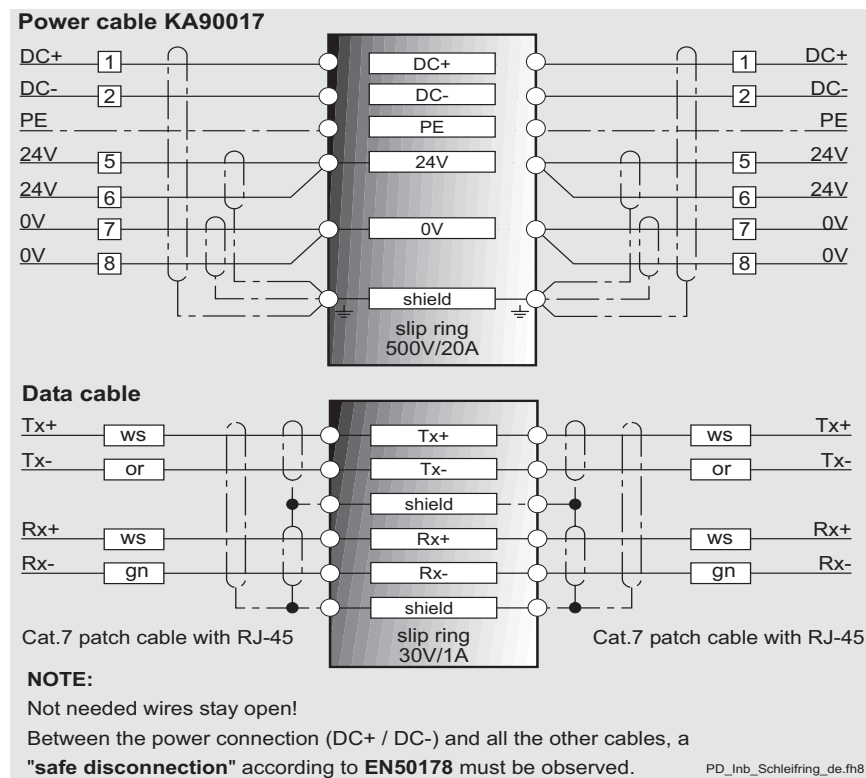 Power cable KA90017
DC+ 1 DC+ 1 DC+
DC- 2 DC- 2 DC-
PE PE PE
24V 5 24V 5 24V
24V 6 6 24V
0V 7 0V 7 0V
0V 8 8 0V
shield
slip ring
500V/20A
Data cable
Tx+ ws Tx+ ws Tx+
Tx- or Tx- or Tx-
shield
Rx+ ws Rx+ ws Rx+
Rx- gn Rx- gn Rx-
shield
Cat.7 patch cable with RJ-45 slip ring Cat.7 patch cable with RJ-45
30V/1A
NOTE:
Not needed wires stay open!
Between the power connection (DC+ / DC-) and all the other cables, a
"safe disconnection" according to EN50178 must be observed. PD_Inb_Schleifring_de.fh8